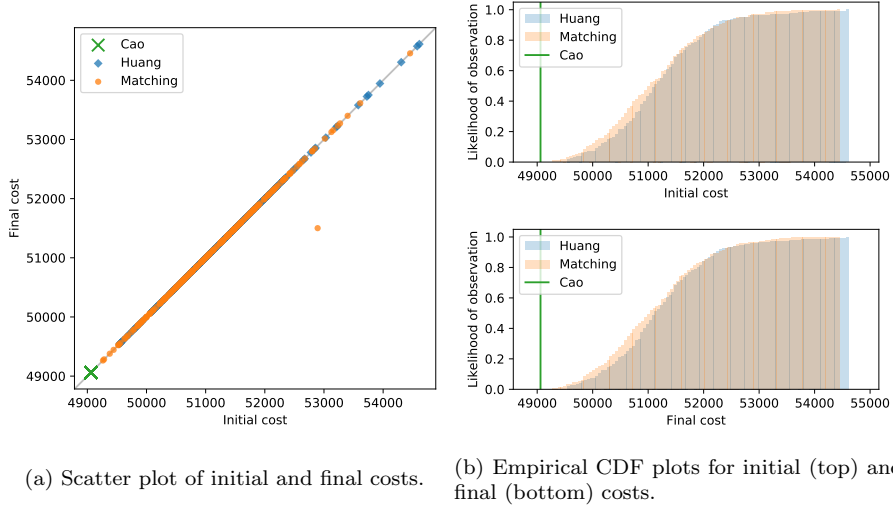 Cao
Huang
Matching
54000
53000
52000
51000
50000
49000
Final cost
49000 50000 51000 52000 53000 54000
Initial cost
(a) Scatter plot of initial and final costs.
1.0
0.8
0.6
0.4
0.2
0.0
Likelihood of observation
Huang
Matching
Cao
49000 50000 51000 52000 53000 54000 55000
Initial cost
1.0
0.8
0.6
0.4
0.2
0.0
Likelihood of observation
Huang
Matching
Cao
49000 50000 51000 52000 53000 54000 55000
Final cost
(b) Empirical CDF plots for initial (top) and
final (bottom) costs.